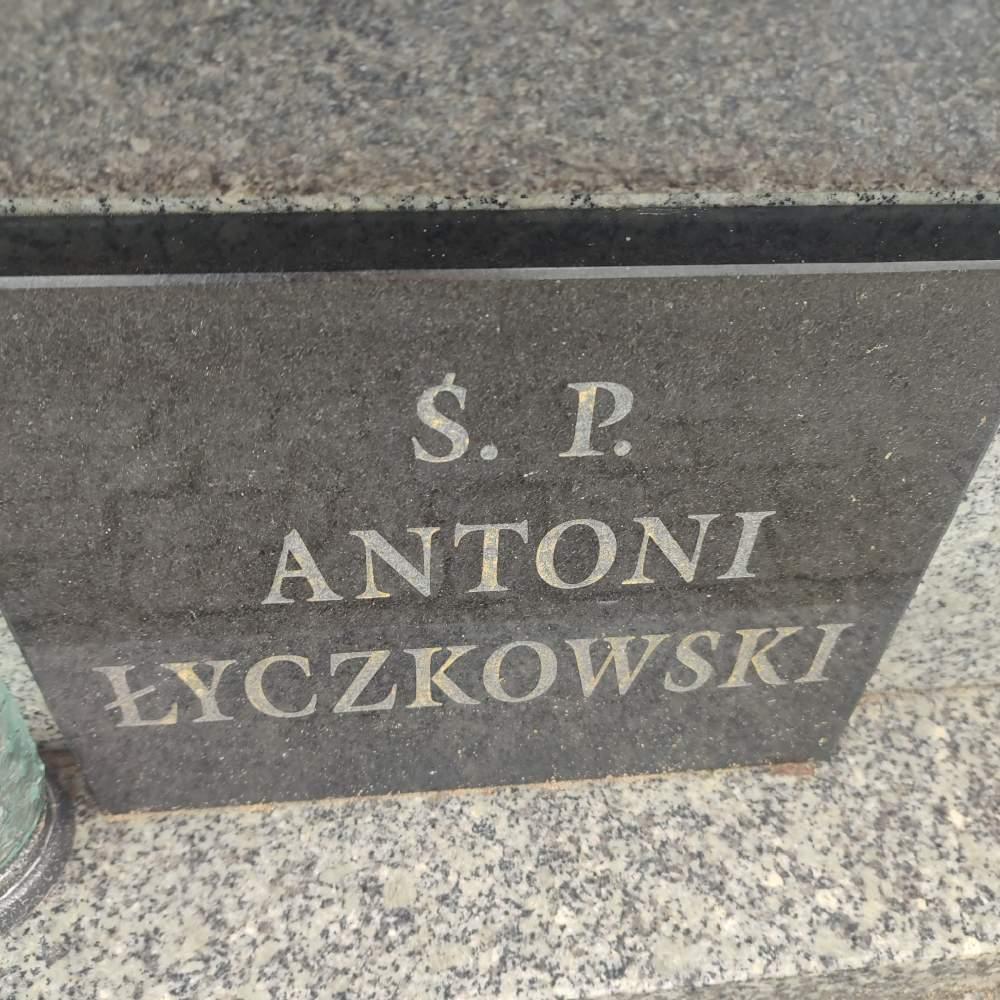 Ś. P.
ANTONI
ŁYCZKOWSKI